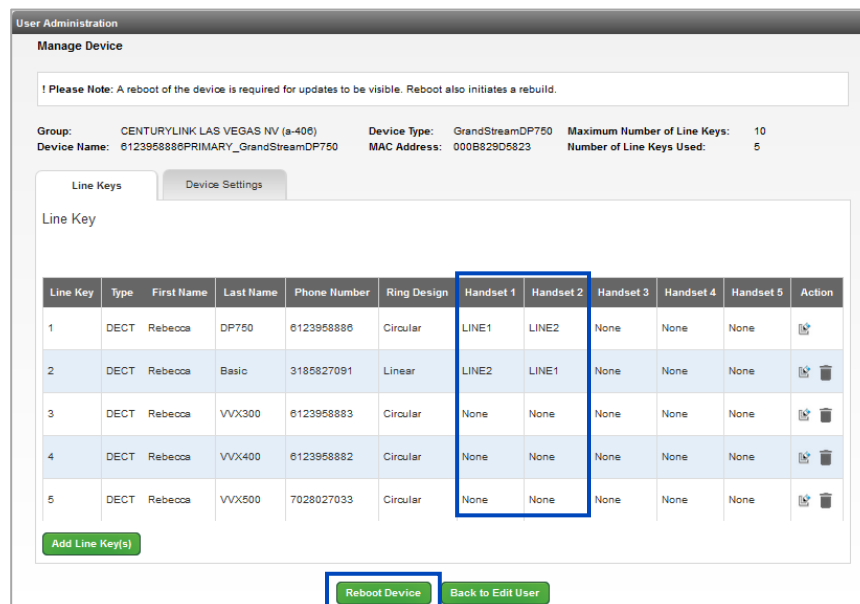 User Administration
Manage Device
! Please Note: A reboot of the device is required for updates to be visible. Reboot also initiates a rebuild.
Group: CENTURYLINK LAS VEGAS NV (a-406) Device Type: GrandStreamDP750 Maximum Number of Line Keys: 10
Device Name: 6123958886PRIMARY_GrandStreamDP750 MAC Address: 000B829D5823 Number of Line Keys Used: 5
Line Keys Device Settings
Line Key
Line Key Type First Name Last Name Phone Number Ring Design Handset 1 Handset 2 Handset 3 Handset 4 Handset 5 Action
1 DECT Rebecca DP750 6123958886 Circular LINE1 LINE2 None None None
2 DECT Rebecca Basic 3185827091 Linear LINE2 LINE1 None None None
3 DECT Rebecca VVX300 6123958883 Circular None None None None None
4 DECT Rebecca VVX400 6123958882 Circular None None None None None
5 DECT Rebecca VVX500 7028027033 Circular None None None None None
Add Line Key(s)
Reboot Device Back to Edit User